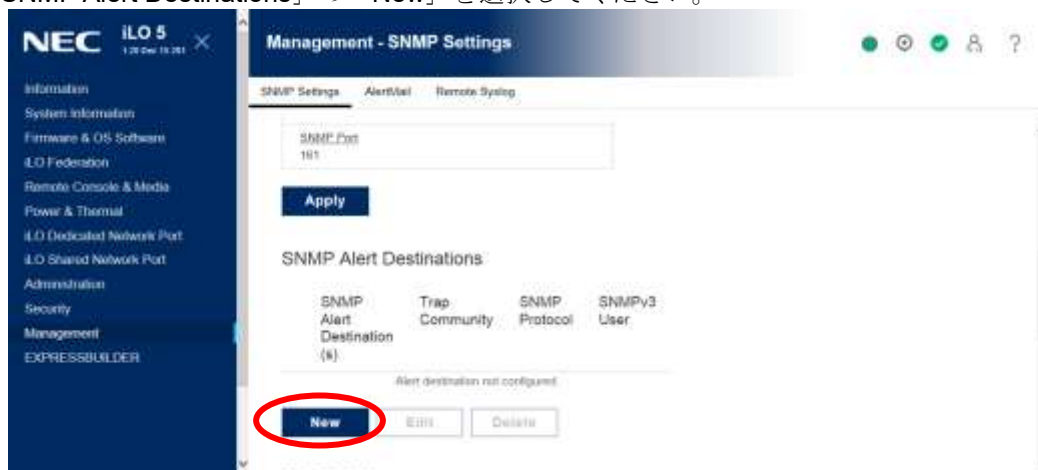 SNMP Alert Destinations」の「New」を選択してください。
NEC iLO 5
Management - SNMP Settings
?
SNMP Settings AlertMail Remote Syslog
Information
System Information
Firmware & OS Software
iLO Federation
Remote Console & Media
Power & Thermal
iLO Dedicated Network Port
iLO Shared Network Port
Administration
Security
Management
EXPRESSBUILDER
SNMP Port
161
Apply
SNMP Alert Destinations
SNMP Alert Destination (s)
Trap Community
SNMP Protocol
SNMPv3 User
Alert destination not configured.
New Edit Delete